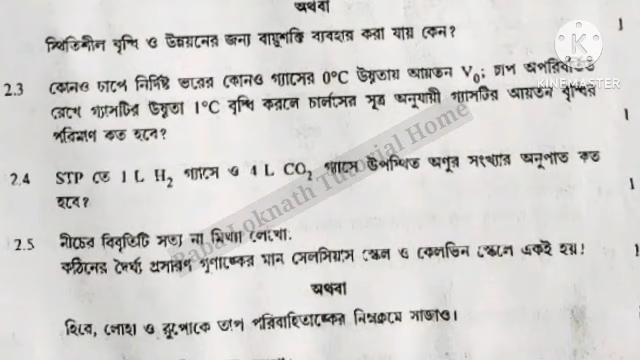 অথবা
স্থিতিশীল বৃদ্ধি ও উন্নয়নের জন্য বায়ুশক্তি ব্যবহার করা যায় কেন? 1
2.3 কোনও চাপে নির্দিষ্ট ভরের কোনও গ্যাসের 0°C উষ্ণতায় আয়তন V₀; চাপ অপরিবর্তিত
রেখে গ্যাসটির উষ্ণতা 1°C বৃদ্ধি করলে চার্লসের সূত্র অনুযায়ী গ্যাসটির আয়তন বৃদ্ধির
পরিমাণ কত হবে? 1
2.4 STP তে 1 L H₂ গ্যাসে ও 4 L CO₂ গ্যাসে উপস্থিত অণুর সংখ্যার অনুপাত কত
হবে? 1
2.5 নীচের বিবৃতিটি সত্য না মিথ্যা লেখো:
কঠিনের দৈর্ঘ্য প্রসারণ গুণাঙ্কের মান সেলসিয়াস স্কেল ও কেলভিন স্কেলে একই হয়। 1
অথবা
হিরে, লোহা ও রুপোকে তাপ পরিবাহিতাঙ্কের নিম্নক্রমে সাজাও।
Baba Loknath Tutorial Home
KINEMASTER